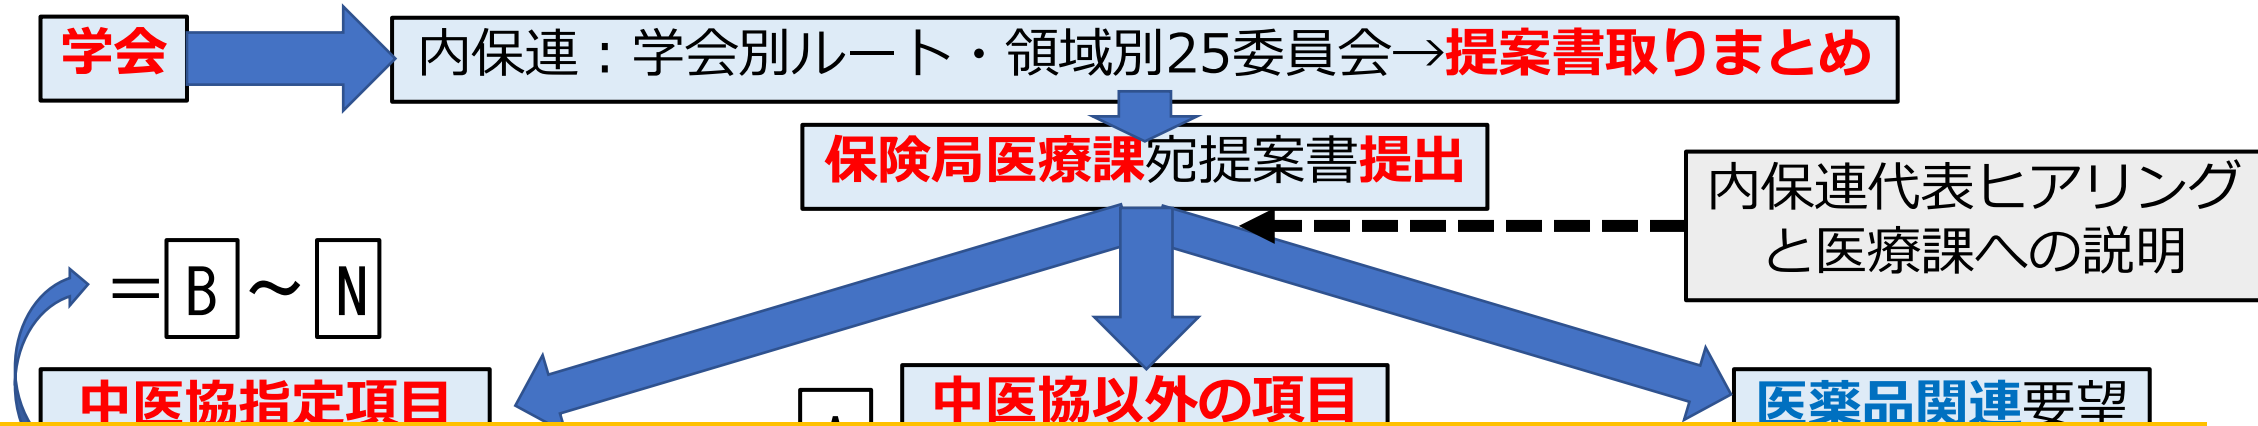 学会
内保連：学会別ルート・領域別25委員会→提案書取りまとめ
保険局医療課宛提案書提出
内保連代表ヒアリング
と医療課への説明
＝B～N
中医協指定項目
A
中医協以外の項目
医薬品関連要望